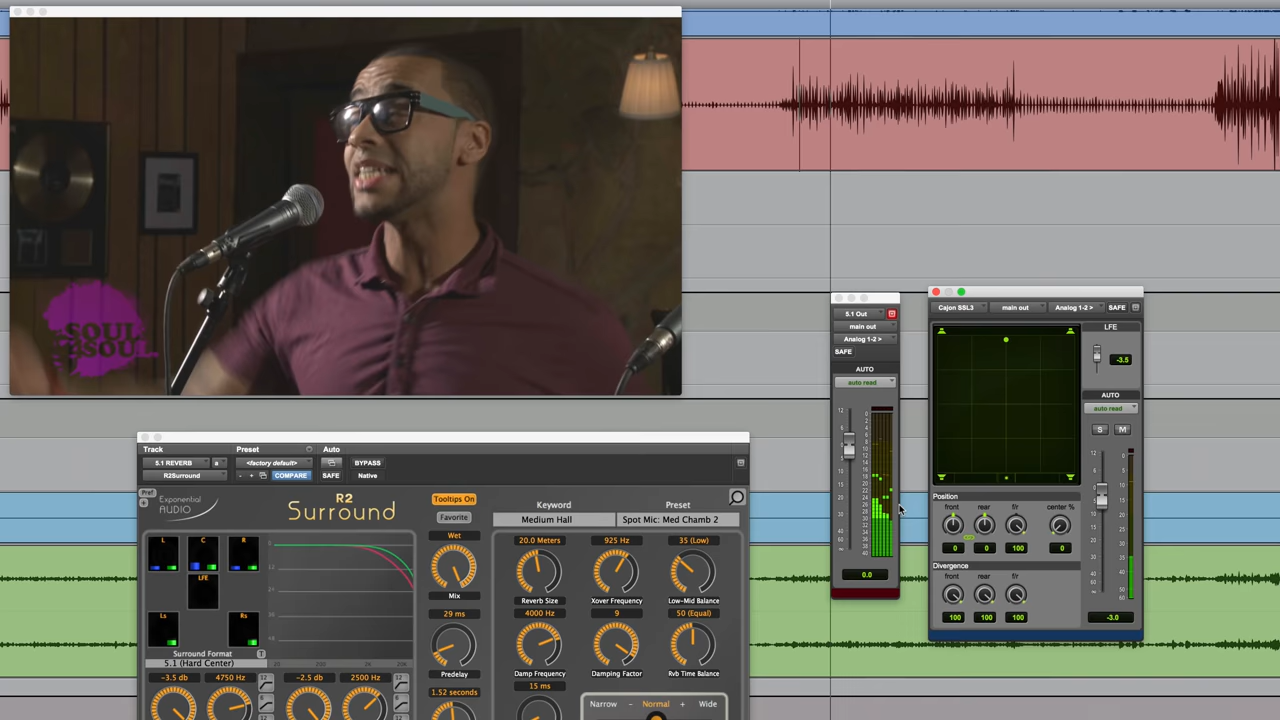 SOUL
4SOUL
5.1 Out
main out
Analog 1-2 >
SAFE
AUTO
auto read
12
0.0
Cajon SSL3 main out Analog 1-2 > SAFE
LFE
-3.5
AUTO
auto read
S M
Position
front rear f/r center %
0 0 100 0
Divergence
front rear f/r
100 100 100
-3.0
Track Preset Auto
5.1 REVERB a <factory default> BYPASS
R2Surround - + COMPARE SAFE Native
Pref
Exponential
AUDIO
R2
Surround
Tooltips On
Favorite
Keyword Preset
Medium Hall Spot Mic: Med Chamb 2
L C R
LFE
Ls Rs
Surround Format
5.1 (Hard Center)
Wet
Mix
29 ms
Predelay
1.52 seconds
20.0 Meters 925 Hz 35 (Low)
Reverb Size Xover Frequency Low-Mid Balance
4000 Hz 9 50 (Equal)
Damp Frequency Damping Factor Rvb Time Balance
15 ms
-3.5 db 4750 Hz 12 -2.5 db 2500 Hz 12
Narrow - Normal + Wide